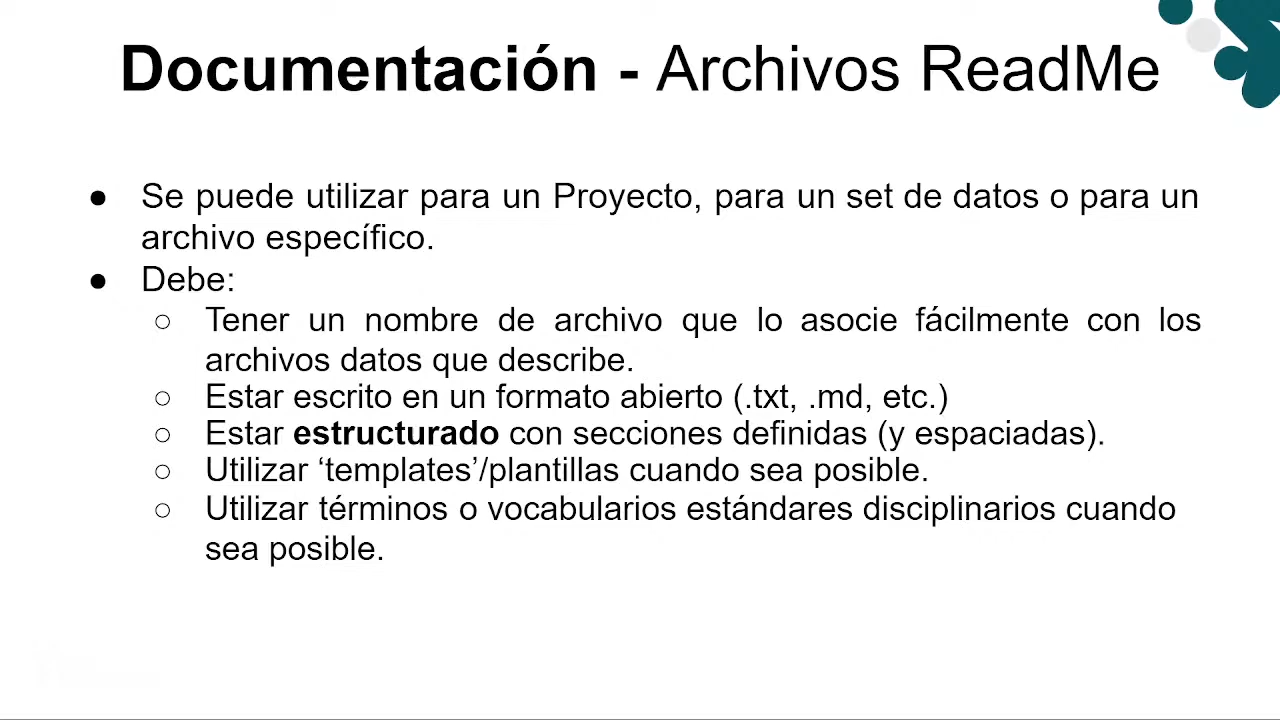 Documentación - Archivos ReadMe
● Se puede utilizar para un Proyecto, para un set de datos o para un
archivo específico.
● Debe:
○ Tener un nombre de archivo que lo asocie fácilmente con los
archivos datos que describe.
○ Estar escrito en un formato abierto (.txt, .md, etc.)
○ Estar estructurado con secciones definidas (y espaciadas).
○ Utilizar ‘templates’/plantillas cuando sea posible.
○ Utilizar términos o vocabularios estándares disciplinarios cuando
sea posible.